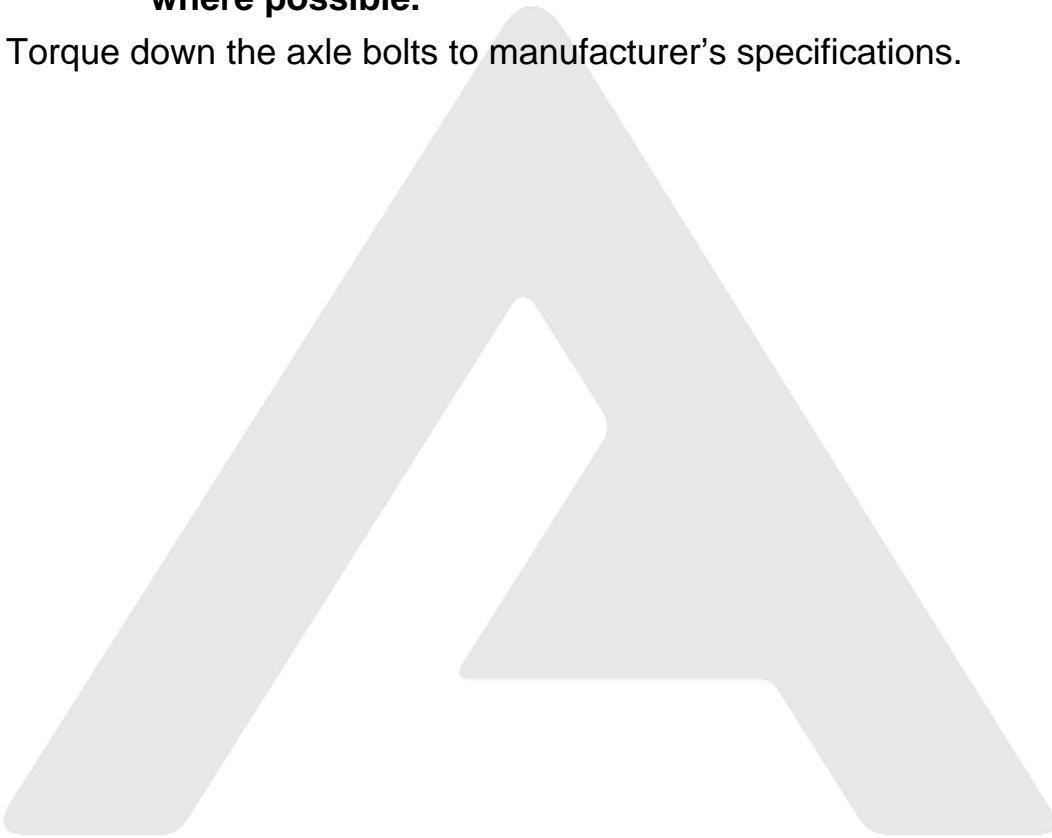 where possible.
Torque down the axle bolts to manufacturer’s specifications.